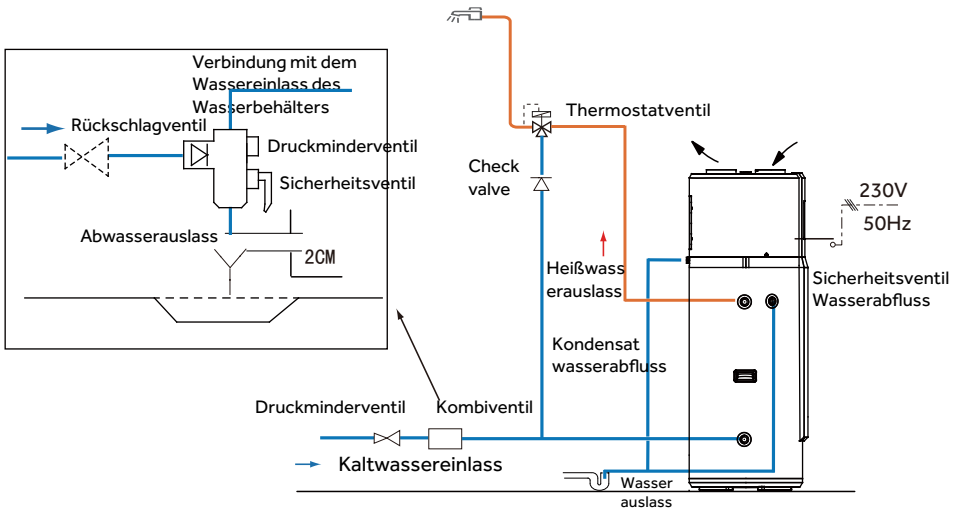 Verbindung mit dem
Wassereinlass des
Wasserbehälters
Rückschlagventil
Druckminderventil
Sicherheitsventil
Abwasserauslass
2CM
Thermostatventil
Check
valve
230V
50Hz
Heißwass
erauslass
Sicherheitsventil
Wasserabfluss
Kondensat
wasserabfluss
Druckminderventil
Kombiventil
Kaltwassereinlass
Wasser
auslass